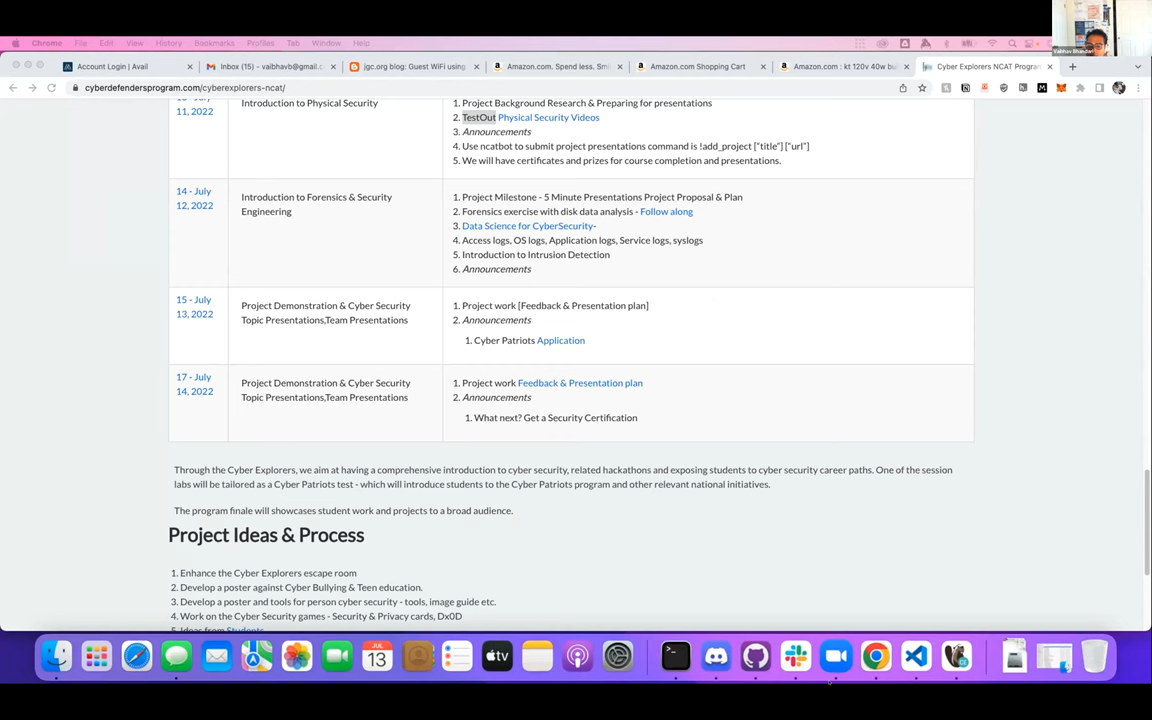 Chrome File Edit View History Bookmarks Profiles Tab Window Help
Account Login | Avail
Inbox (15) - vaibhavb@gmail.c
jgc.org blog: Guest WiFi using
Amazon.com. Spend less. Smi
Amazon.com Shopping Cart
Amazon.com : kt 120v 40w bul
Cyber Explorers NCAT Program
cyberdefendersprogram.com/cyberexplorers-ncat/
11, 2022
Introduction to Physical Security
1. Project Background Research & Preparing for presentations
2. TestOut Physical Security Videos
3. Announcements
4. Use ncatbot to submit project presentations command is !add_project ["title"] ["url"]
5. We will have certificates and prizes for course completion and presentations.
14 - July
12, 2022
Introduction to Forensics & Security
Engineering
1. Project Milestone - 5 Minute Presentations Project Proposal & Plan
2. Forensics exercise with disk data analysis - Follow along
3. Data Science for CyberSecurity-
4. Access logs, OS logs, Application logs, Service logs, syslogs
5. Introduction to Intrusion Detection
6. Announcements
15 - July
13, 2022
Project Demonstration & Cyber Security
Topic Presentations,Team Presentations
1. Project work [Feedback & Presentation plan]
2. Announcements
1. Cyber Patriots Application
17 - July
14, 2022
Project Demonstration & Cyber Security
Topic Presentations,Team Presentations
1. Project work Feedback & Presentation plan
2. Announcements
1. What next? Get a Security Certification
Through the Cyber Explorers, we aim at having a comprehensive introduction to cyber security, related hackathons and exposing students to cyber security career paths. One of the session
labs will be tailored as a Cyber Patriots test - which will introduce students to the Cyber Patriots program and other relevant national initiatives.
The program finale will showcases student work and projects to a broad audience.
Project Ideas & Process
1. Enhance the Cyber Explorers escape room
2. Develop a poster against Cyber Bullying & Teen education.
3. Develop a poster and tools for person cyber security - tools, image guide etc.
4. Work on the Cyber Security games - Security & Privacy cards, Dx0D
5. Ideas from Students
JUL
13
tv